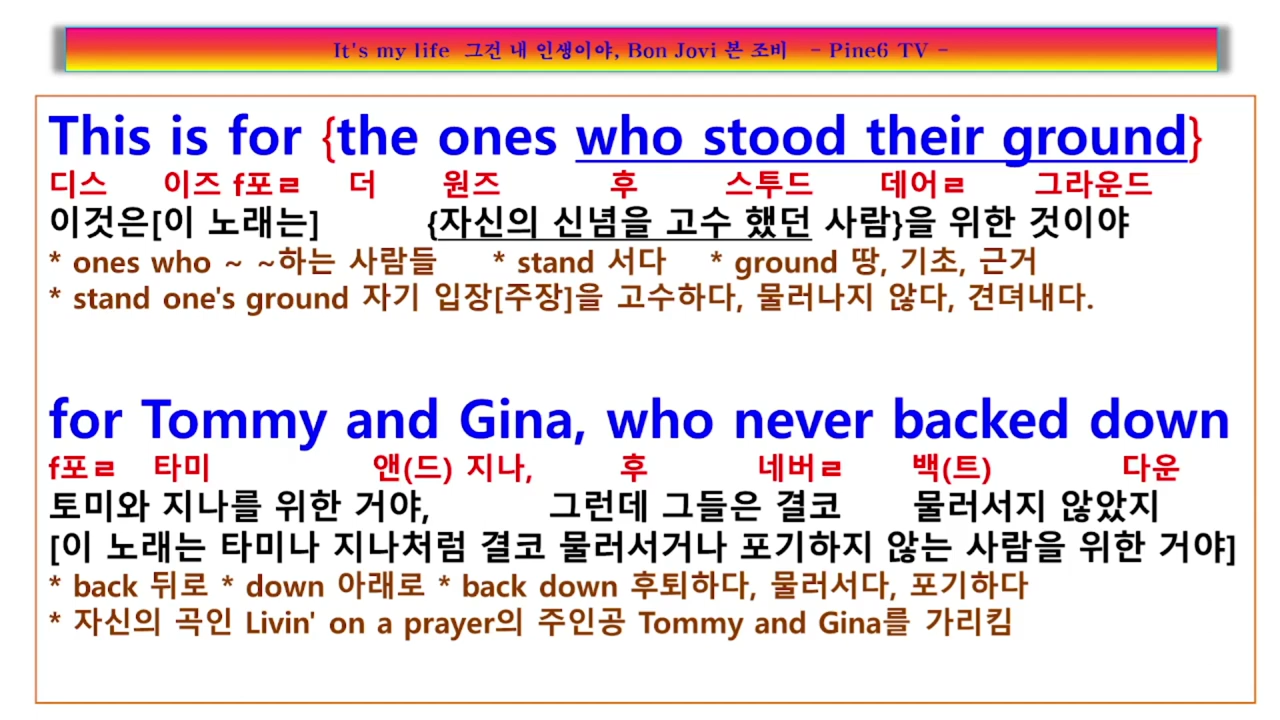 It's my life 그건 내 인생이야, Bon Jovi 본 조비 - Pine6 TV -
This is for {the ones who stood their ground}
디스 이즈 f포ㄹ 더 원즈 후 스투드 데어ㄹ 그라운드
이것은[이 노래는] {자신의 신념을 고수 했던 사람}을 위한 것이야
* ones who ~ ~하는 사람들 * stand 서다 * ground 땅, 기초, 근거
* stand one's ground 자기 입장[주장]을 고수하다, 물러나지 않다, 견뎌내다.
for Tommy and Gina, who never backed down
f포ㄹ 타미 앤(드) 지나, 후 네버ㄹ 백(트) 다운
토미와 지나를 위한 거야, 그런데 그들은 결코 물러서지 않았지
[이 노래는 타미나 지나처럼 결코 물러서거나 포기하지 않는 사람을 위한 거야]
* back 뒤로 * down 아래로 * back down 후퇴하다, 물러서다, 포기하다
* 자신의 곡인 Livin' on a prayer의 주인공 Tommy and Gina를 가리킴